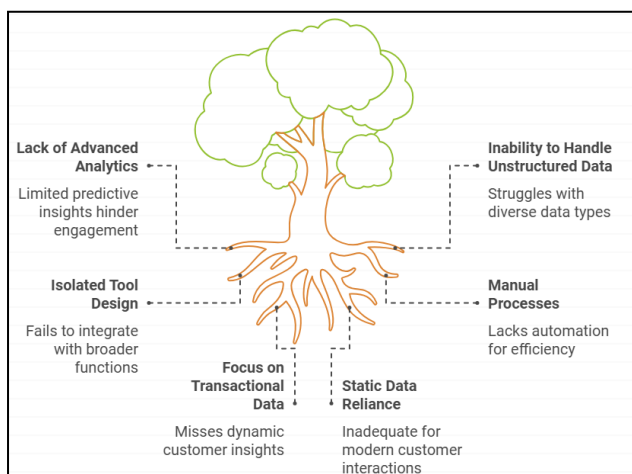 Lack of Advanced
Analytics
Limited predictive
insights hinder
engagement
Inability to Handle
Unstructured Data
Struggles with
diverse data types
Isolated Tool
Design
Fails to integrate
with broader
functions
Manual
Processes
Lacks automation
for efficiency
Focus on
Transactional
Data
Misses dynamic
customer insights
Static Data
Reliance
Inadequate for
modern customer
interactions